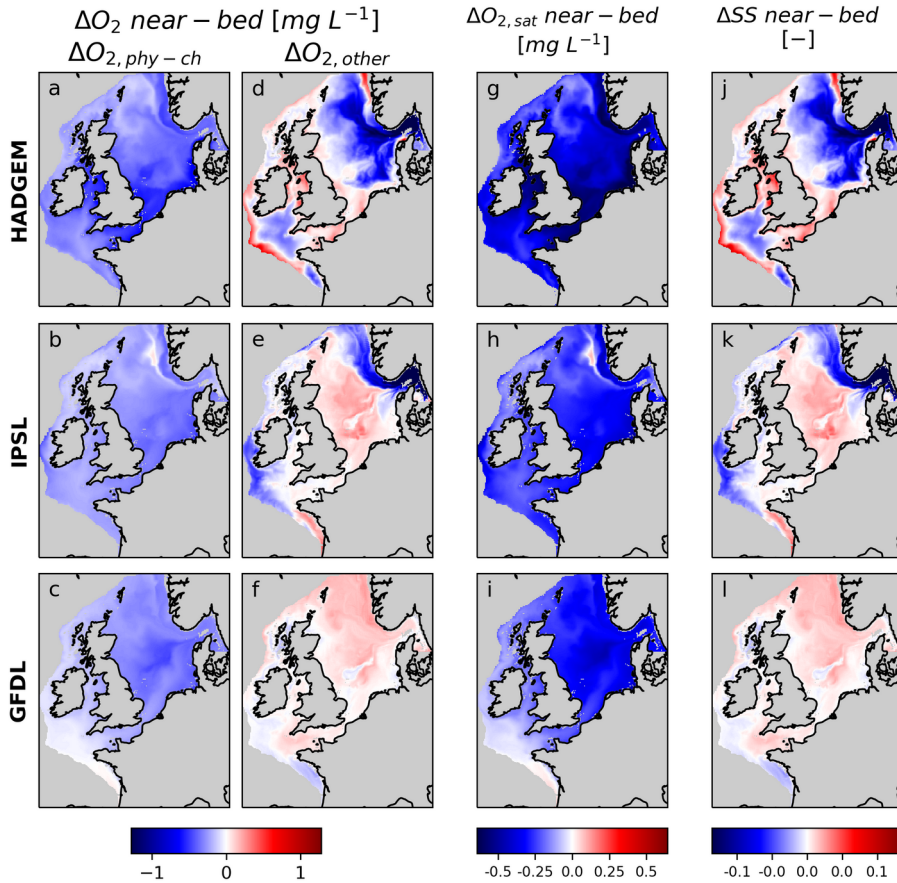 ΔO₂ near − bed [mg L⁻¹]
ΔO₂,phy−ch ΔO₂,other
ΔO₂,sat near − bed
[mg L⁻¹]
ΔSS near − bed
[−]
HADGEM
a d g j
IPSL
b e h k
GFDL
c f i l
−1 0 1
-0.5 -0.25 0.0 0.25 0.5
-0.1 -0.05 0.0 0.05 0.1